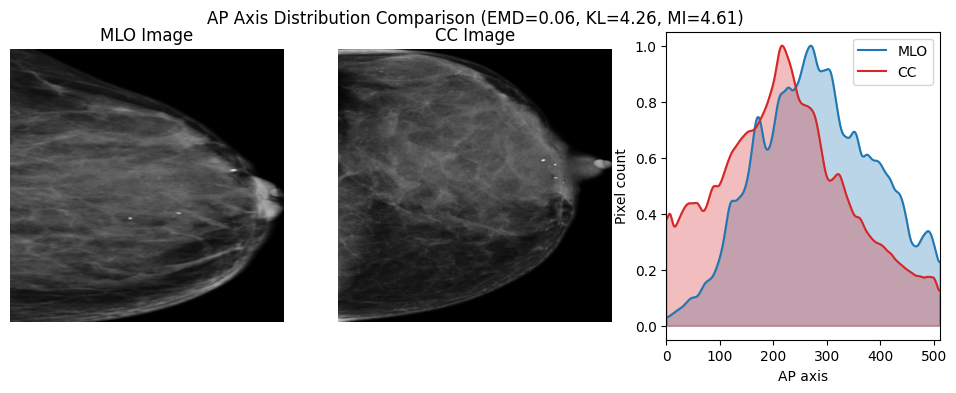 AP Axis Distribution Comparison (EMD=0.06, KL=4.26, MI=4.61)
MLO Image
CC Image
MLO
CC
1.0
0.8
0.6
0.4
0.2
0.0
Pixel count
0 100 200 300 400 500
AP axis